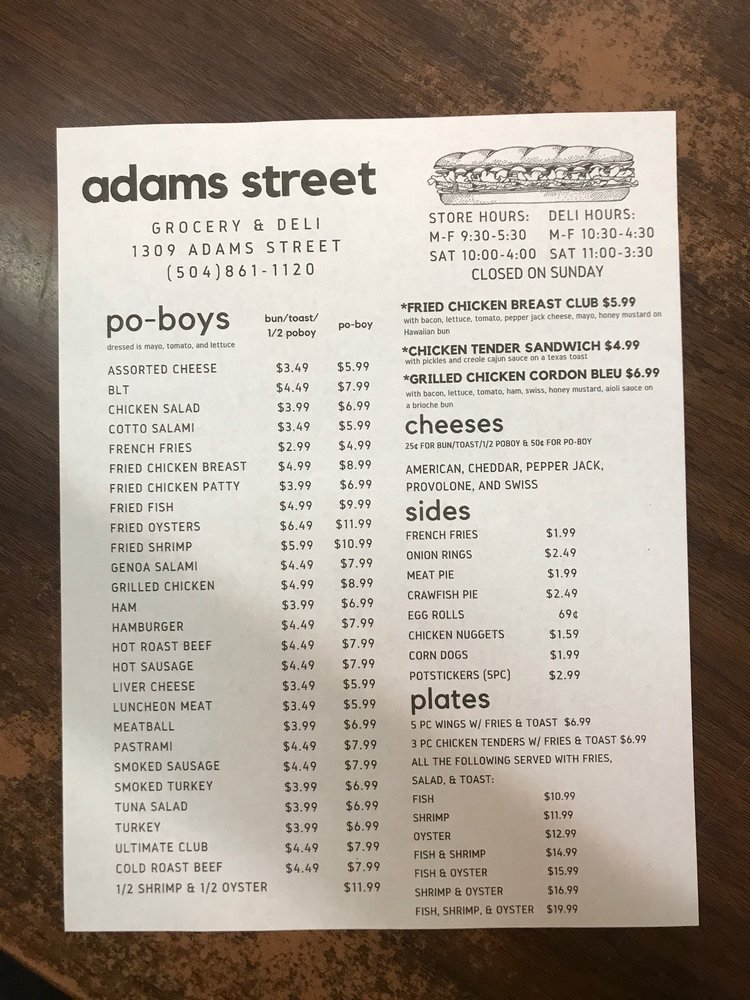 adams street
GROCERY & DELI
1309 ADAMS STREET
(504)861-1120
STORE HOURS: DELI HOURS:
M-F 9:30-5:30 M-F 10:30-4:30
SAT 10:00-4:00 SAT 11:00-3:30
CLOSED ON SUNDAY
po-boys
dressed is mayo, tomato, and lettuce
bun/toast/
1/2 poboy
po-boy
ASSORTED CHEESE $3.49 $5.99
BLT $4.49 $7.99
CHICKEN SALAD $3.99 $6.99
COTTO SALAMI $3.49 $5.99
FRENCH FRIES $2.99 $4.99
FRIED CHICKEN BREAST $4.99 $8.99
FRIED CHICKEN PATTY $3.99 $6.99
FRIED FISH $4.99 $9.99
FRIED OYSTERS $6.49 $11.99
FRIED SHRIMP $5.99 $10.99
GENOA SALAMI $4.49 $7.99
GRILLED CHICKEN $4.99 $8.99
HAM $3.99 $6.99
HAMBURGER $4.49 $7.99
HOT ROAST BEEF $4.49 $7.99
HOT SAUSAGE $4.49 $7.99
LIVER CHEESE $3.49 $5.99
LUNCHEON MEAT $3.49 $5.99
MEATBALL $3.99 $6.99
PASTRAMI $4.49 $7.99
SMOKED SAUSAGE $4.49 $7.99
SMOKED TURKEY $3.99 $6.99
TUNA SALAD $3.99 $6.99
TURKEY $3.99 $6.99
ULTIMATE CLUB $4.49 $7.99
COLD ROAST BEEF $4.49 $7.99
1/2 SHRIMP & 1/2 OYSTER $11.99
*FRIED CHICKEN BREAST CLUB $5.99
with bacon, lettuce, tomato, pepper jack cheese, mayo, honey mustard on
Hawaiian bun
*CHICKEN TENDER SANDWICH $4.99
with pickles and creole cajun sauce on a texas toast
*GRILLED CHICKEN CORDON BLEU $6.99
with bacon, lettuce, tomato, ham, swiss, honey mustard, aioli sauce on
a brioche bun
cheeses
25¢ FOR BUN/TOAST/1/2 POBOY & 50¢ FOR PO-BOY
AMERICAN, CHEDDAR, PEPPER JACK,
PROVOLONE, AND SWISS
sides
FRENCH FRIES $1.99
ONION RINGS $2.49
MEAT PIE $1.99
CRAWFISH PIE $2.49
EGG ROLLS 69¢
CHICKEN NUGGETS $1.59
CORN DOGS $1.99
POTSTICKERS (5PC) $2.99
plates
5 PC WINGS W/ FRIES & TOAST $6.99
3 PC CHICKEN TENDERS W/ FRIES & TOAST $6.99
ALL THE FOLLOWING SERVED WITH FRIES,
SALAD, & TOAST:
FISH $10.99
SHRIMP $11.99
OYSTER $12.99
FISH & SHRIMP $14.99
FISH & OYSTER $15.99
SHRIMP & OYSTER $16.99
FISH, SHRIMP, & OYSTER $19.99